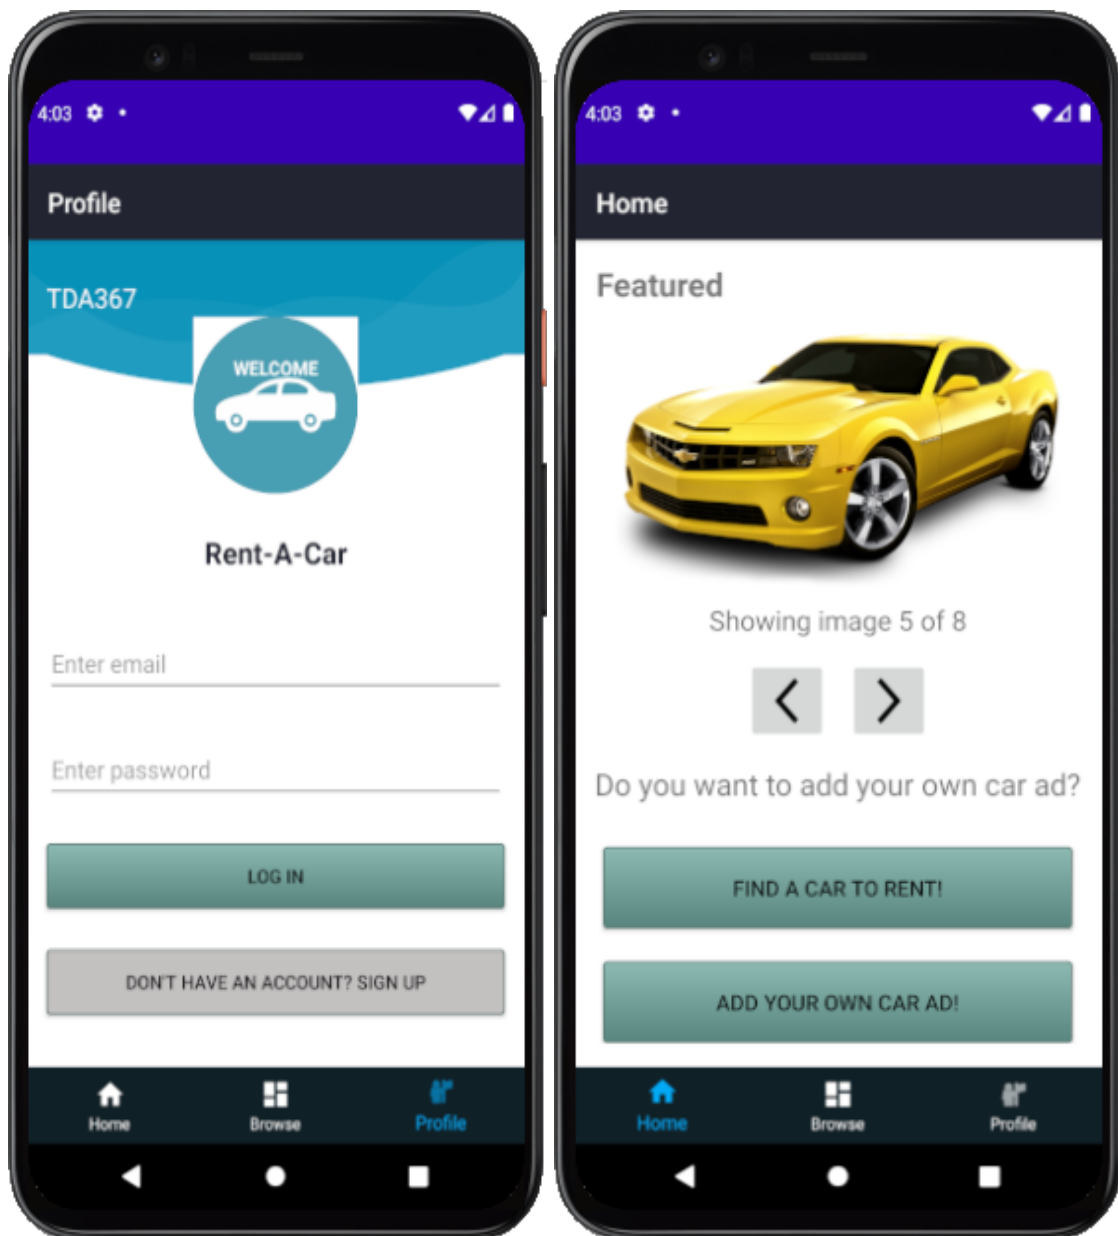 4:03
Profile
TDA367
WELCOME
Rent-A-Car
Enter email
Enter password
LOG IN
DON'T HAVE AN ACCOUNT? SIGN UP
Home
Browse
Profile
4:03
Home
Featured
Showing image 5 of 8
Do you want to add your own car ad?
FIND A CAR TO RENT!
ADD YOUR OWN CAR AD!
Home
Browse
Profile